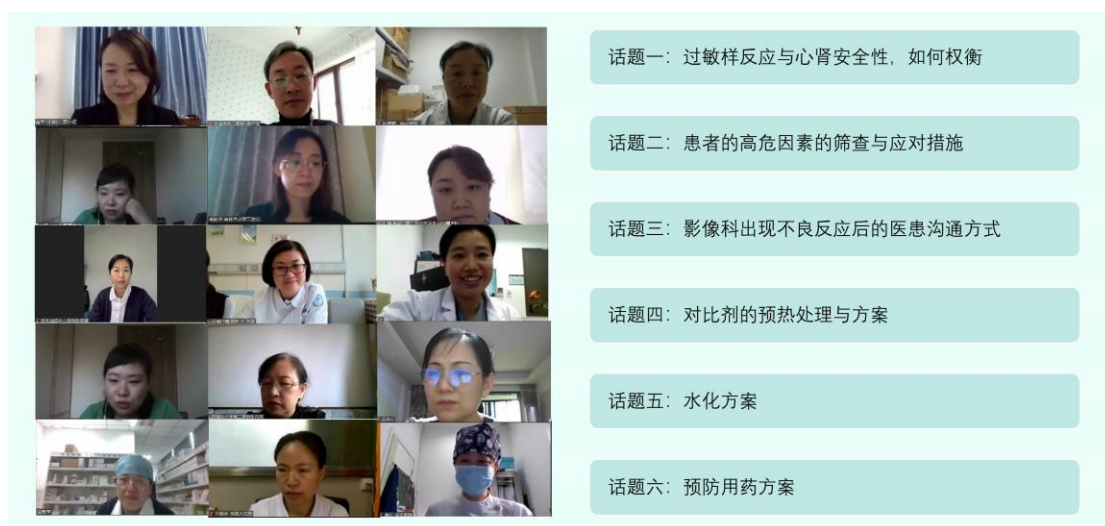 话题一：过敏样反应与心肾安全性，如何权衡
话题二：患者的高危因素的筛查与应对措施
话题三：影像科出现不良反应后的医患沟通方式
话题四：对比剂的预热处理与方案
话题五：水化方案
话题六：预防用药方案